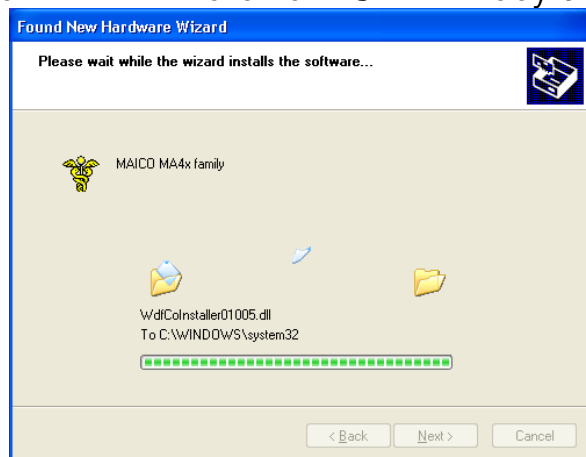 Found New Hardware Wizard
Please wait while the wizard installs the software...
MAICO MA4x family
WdfCoInstaller01005.dll
To C:\WINDOWS\system32
< Back Next > Cancel